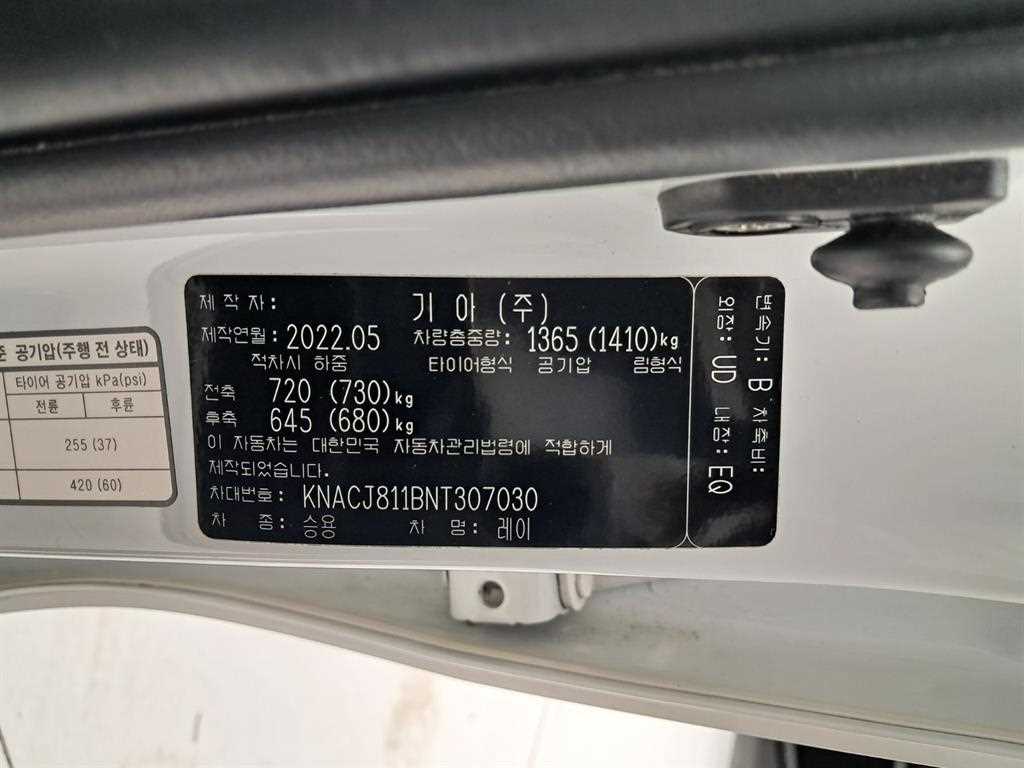 준 공기압(주행 전 상태)
타이어 공기압 kPa(psi)
전륜 후륜
255 (37)
420 (60)
제 작 자: 기 아 (주)
제작연월: 2022.05 차량총중량: 1365 (1410)kg
적차시 하중 타이어형식 공기압 림형식
전축 720 (730)kg
후축 645 (680)kg
이 자동차는 대한민국 자동차관리법령에 적합하게
제작되었습니다.
차대번호: KNACJ811BNT307030
차 종: 승용 차 명: 레이
변속기: B 차축비:
외장: UD 내장: EQ